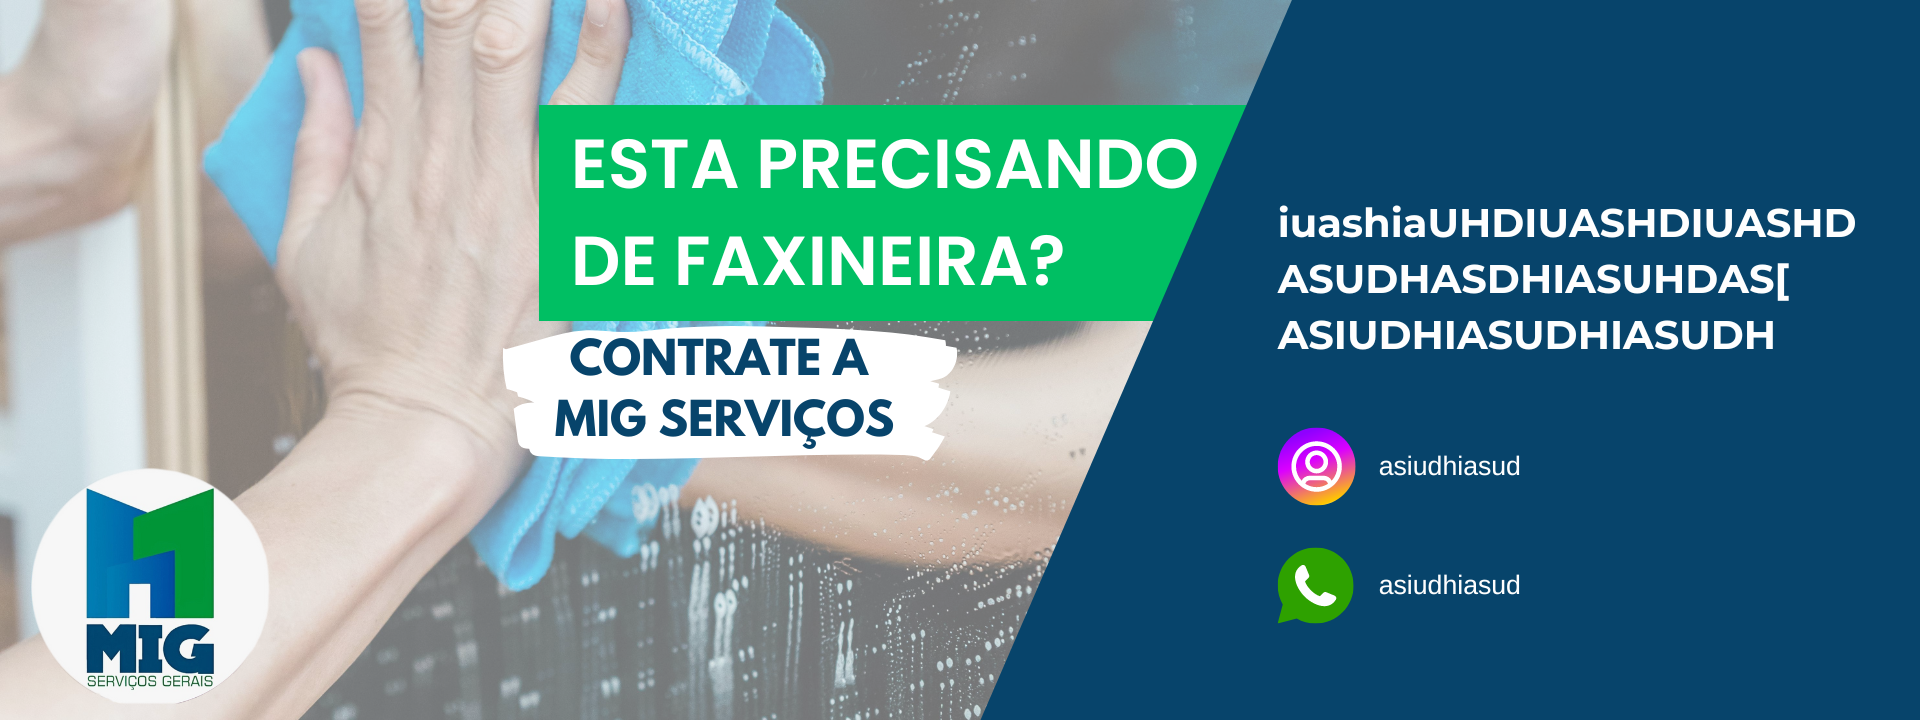 ESTA PRECISANDO
DE FAXINEIRA?
CONTRATE A
MIG SERVIÇOS
MIG
SERVIÇOS GERAIS
iuashiaUHDIUASHDIUASHD
ASUDHASDHIASUHDAS[
ASIUDHIASUDHIASUDH
asiudhiasud
asiudhiasud